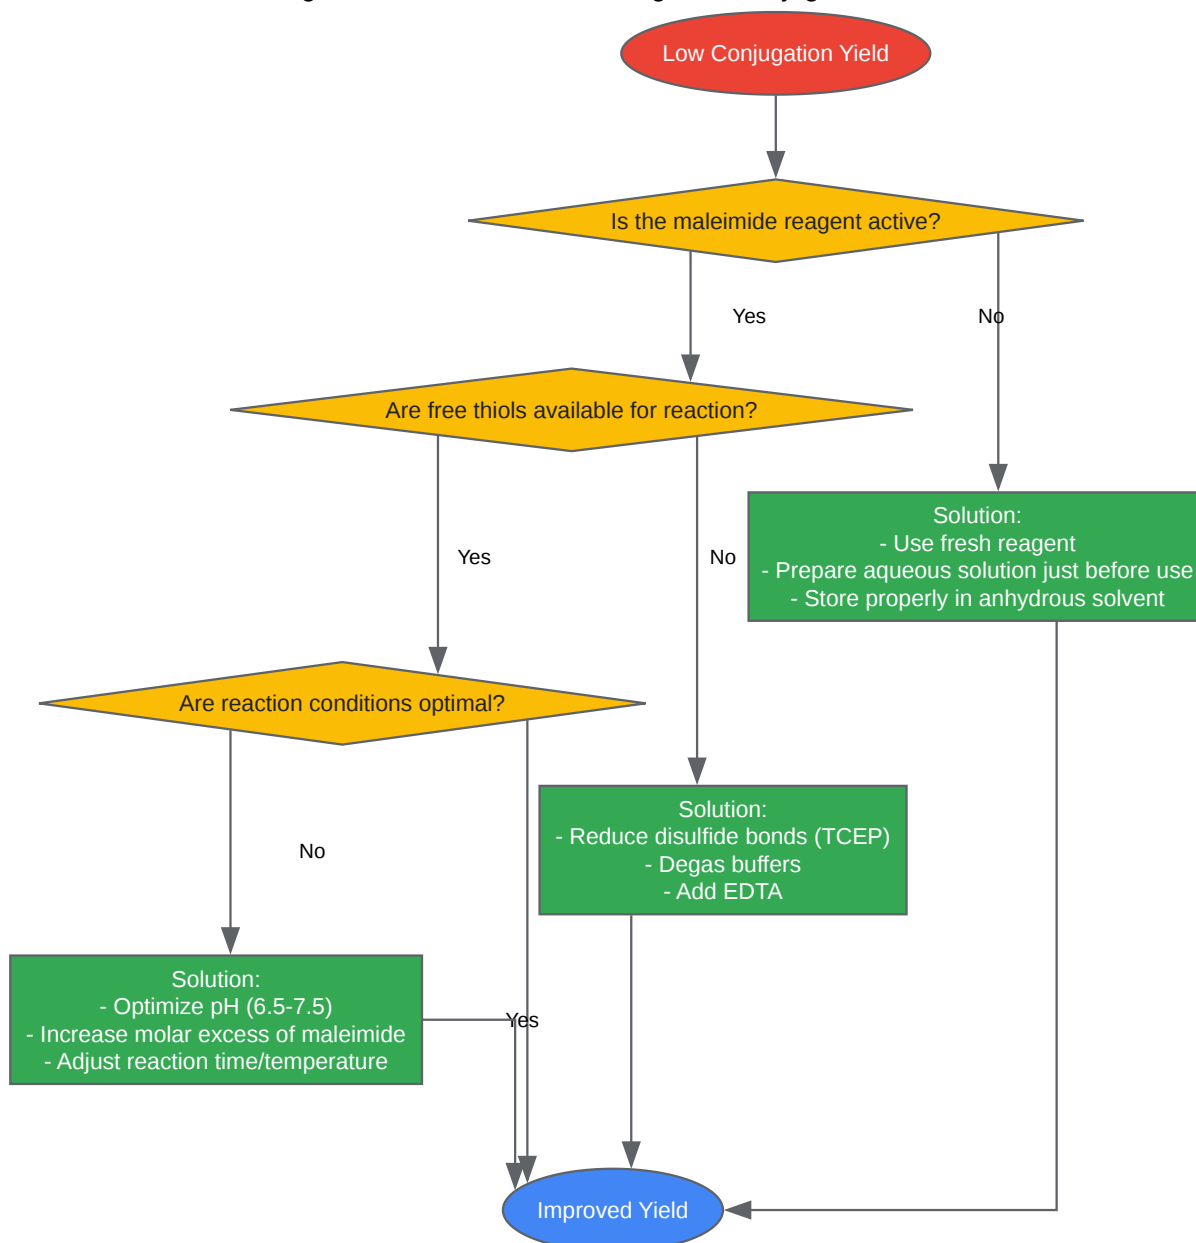 Low Conjugation Yield
Is the maleimide reagent active?
Yes
No
Are free thiols available for reaction?
Solution:
- Use fresh reagent
- Prepare aqueous solution just before use
- Store properly in anhydrous solvent
Yes
No
Are reaction conditions optimal?
Solution:
- Reduce disulfide bonds (TCEP)
- Degas buffers
- Add EDTA
No
Solution:
- Optimize pH (6.5-7.5)
- Increase molar excess of maleimide
- Adjust reaction time/temperature
Yes
Improved Yield